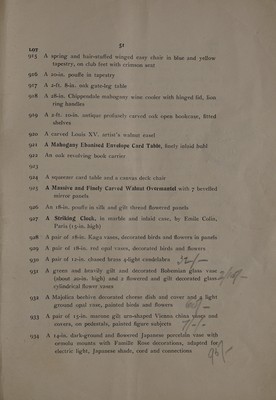 51
LOT
915 A spring and hair-stuffed winged easy chair in blue and yellow
tapestry, on club feet with crimson seat
916 A 20-in. pouffe in tapestry
917 A 2-ft. 8-in. oak gate-leg table
918 A 28-in. Chippendale mahogany wine cooler with hinged lid, lion
ring handles
919 A 2-ft. 10-in. antique profusely carved oak open bookcase, fitted
shelves
920 A carved Louis XV. artist's walnut easel
921 A Mahogany Ebonised Envelope Card Table, finely inlaid buhl
922 An oak revolving book carrier
923
924 A squeeter card table and a canvas deck chair
925 A Massive and Finely Carved Walnut Overmantel with 7 bevelled
mirror panels
926 An 18-in. pouffe in silk and gilt thread flowered panels
927 A Striking Clock, in marble and inlaid case, by Emile Colin,
Paris (13-in. high)
928 A pair of 18-in. Kaga vases, decorated birds and flowers in panels
929 A pair of 18-in. red opal vases, decorated birds and flowers
930 A pair of 12-in. chased brass 4-light candelabra
931 A green and heavily gilt and decorated Bohemian glass vase
(about 20-in. high) and a flowered and gilt decorated glass
cylindrical flower vases
932 A Majolica beehive decorated cheese dish and cover and a light
ground opal vase, painted birds and flowers
933 A pair of 13-in. maroon gilt urn-shaped Vienna china vases and
covers, on pedestals, painted figure subjects
934 A 14-in. dark-ground and flowered Japanese porcelain vase with
ormolu mounts with Famille Rose decorations, adapted for
electric light, Japanese shade, cord and connections